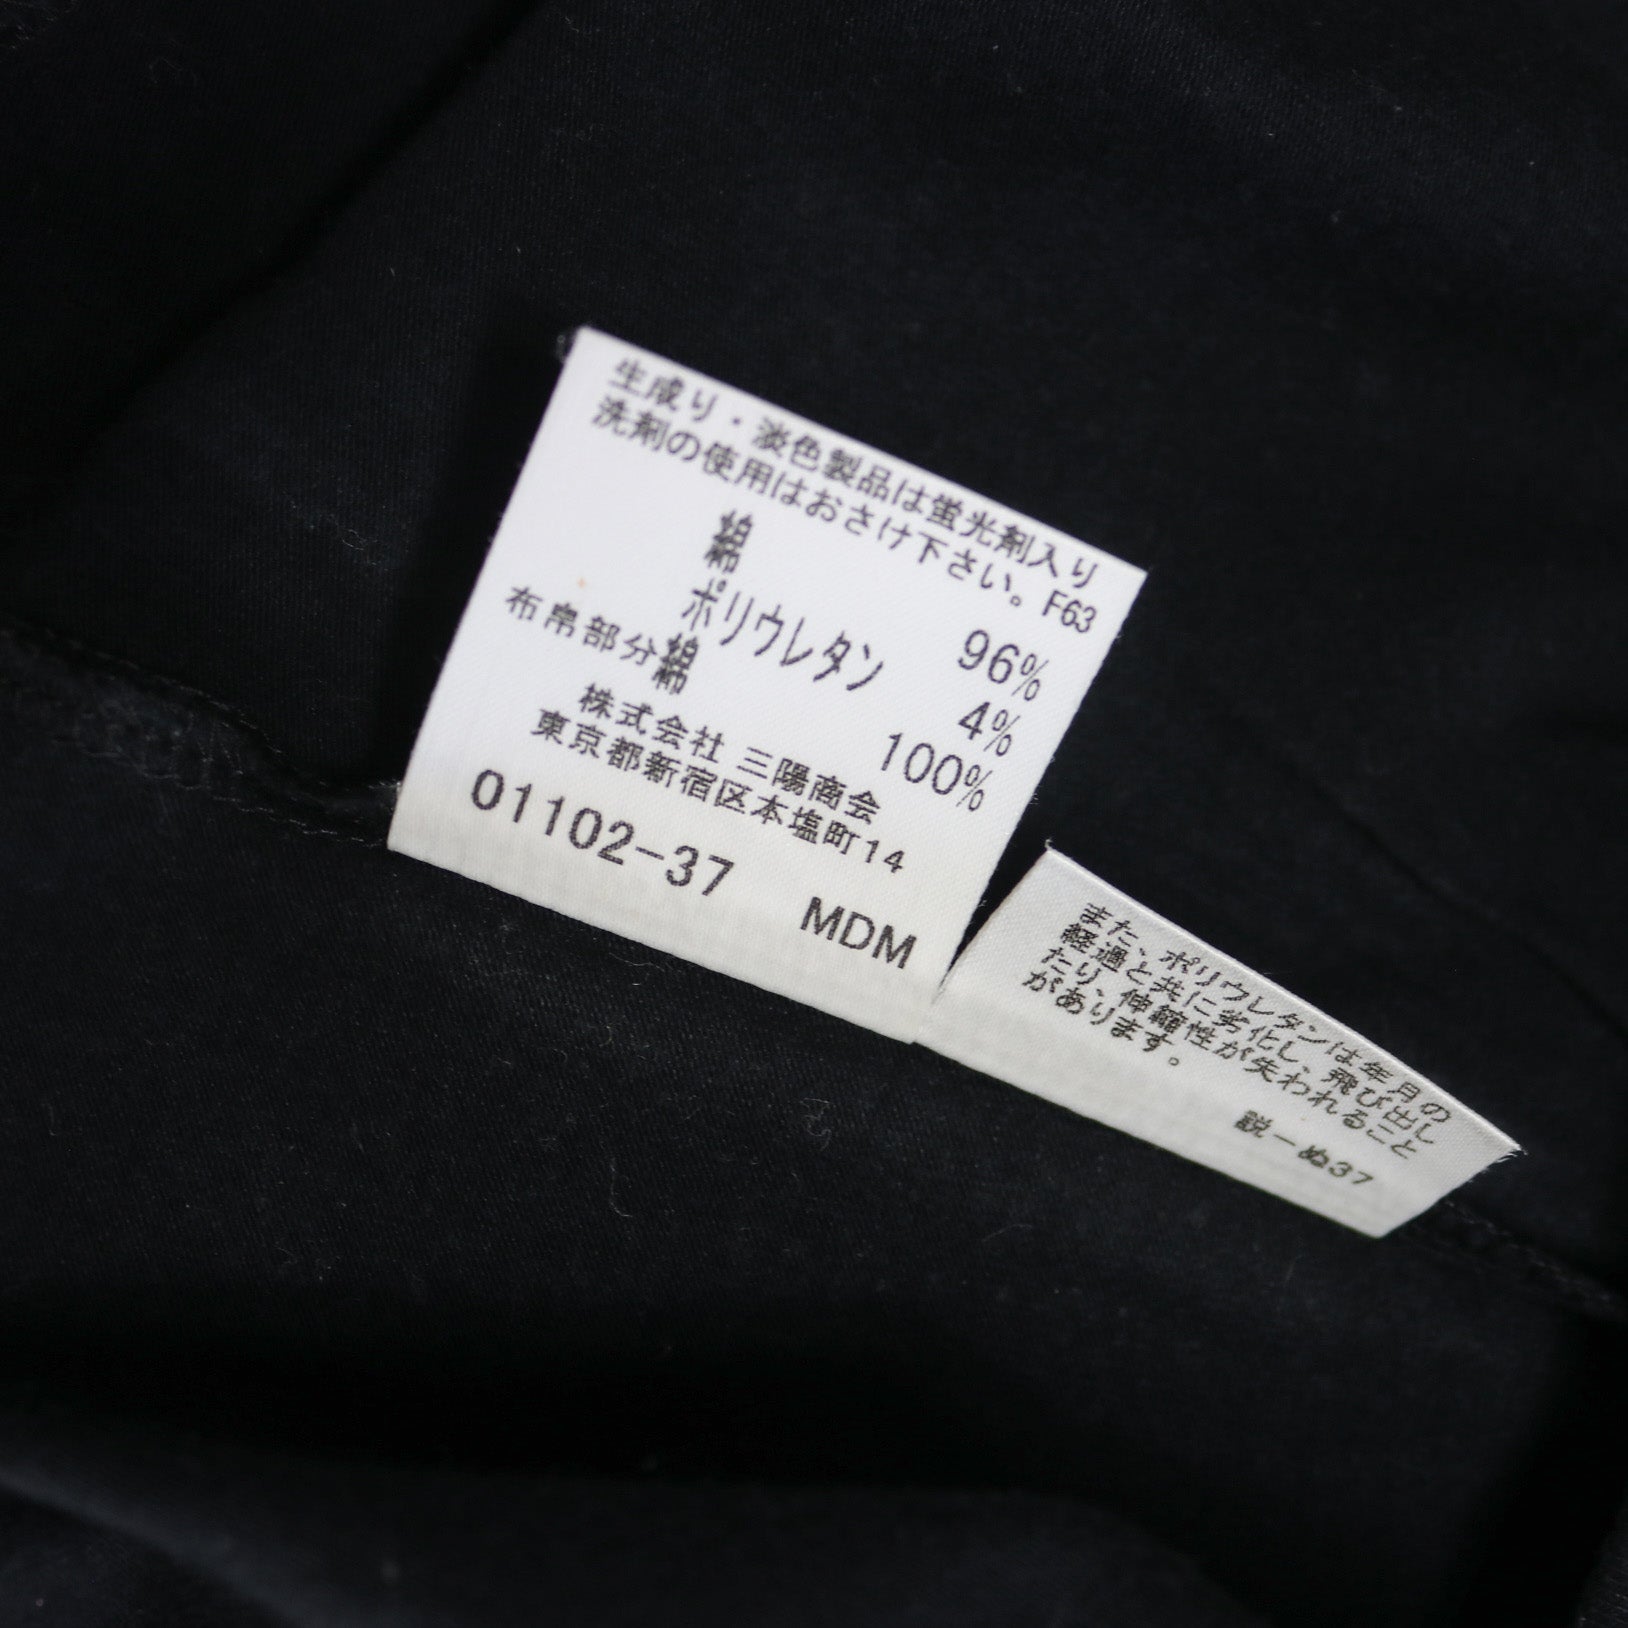 生成り・淡色製品は蛍光剤入り
洗剤の使用はおさけ下さい。F63
綿 96%
ポリウレタン 4%
布帛部分綿 100%
株式会社 三陽商会
東京都新宿区本塩町14
01102-37 MDM
また、ポリウレタンは年月の
経過と共に劣化し、飛び出し
たり、伸縮性が失われること
があります。
説ーぬ37